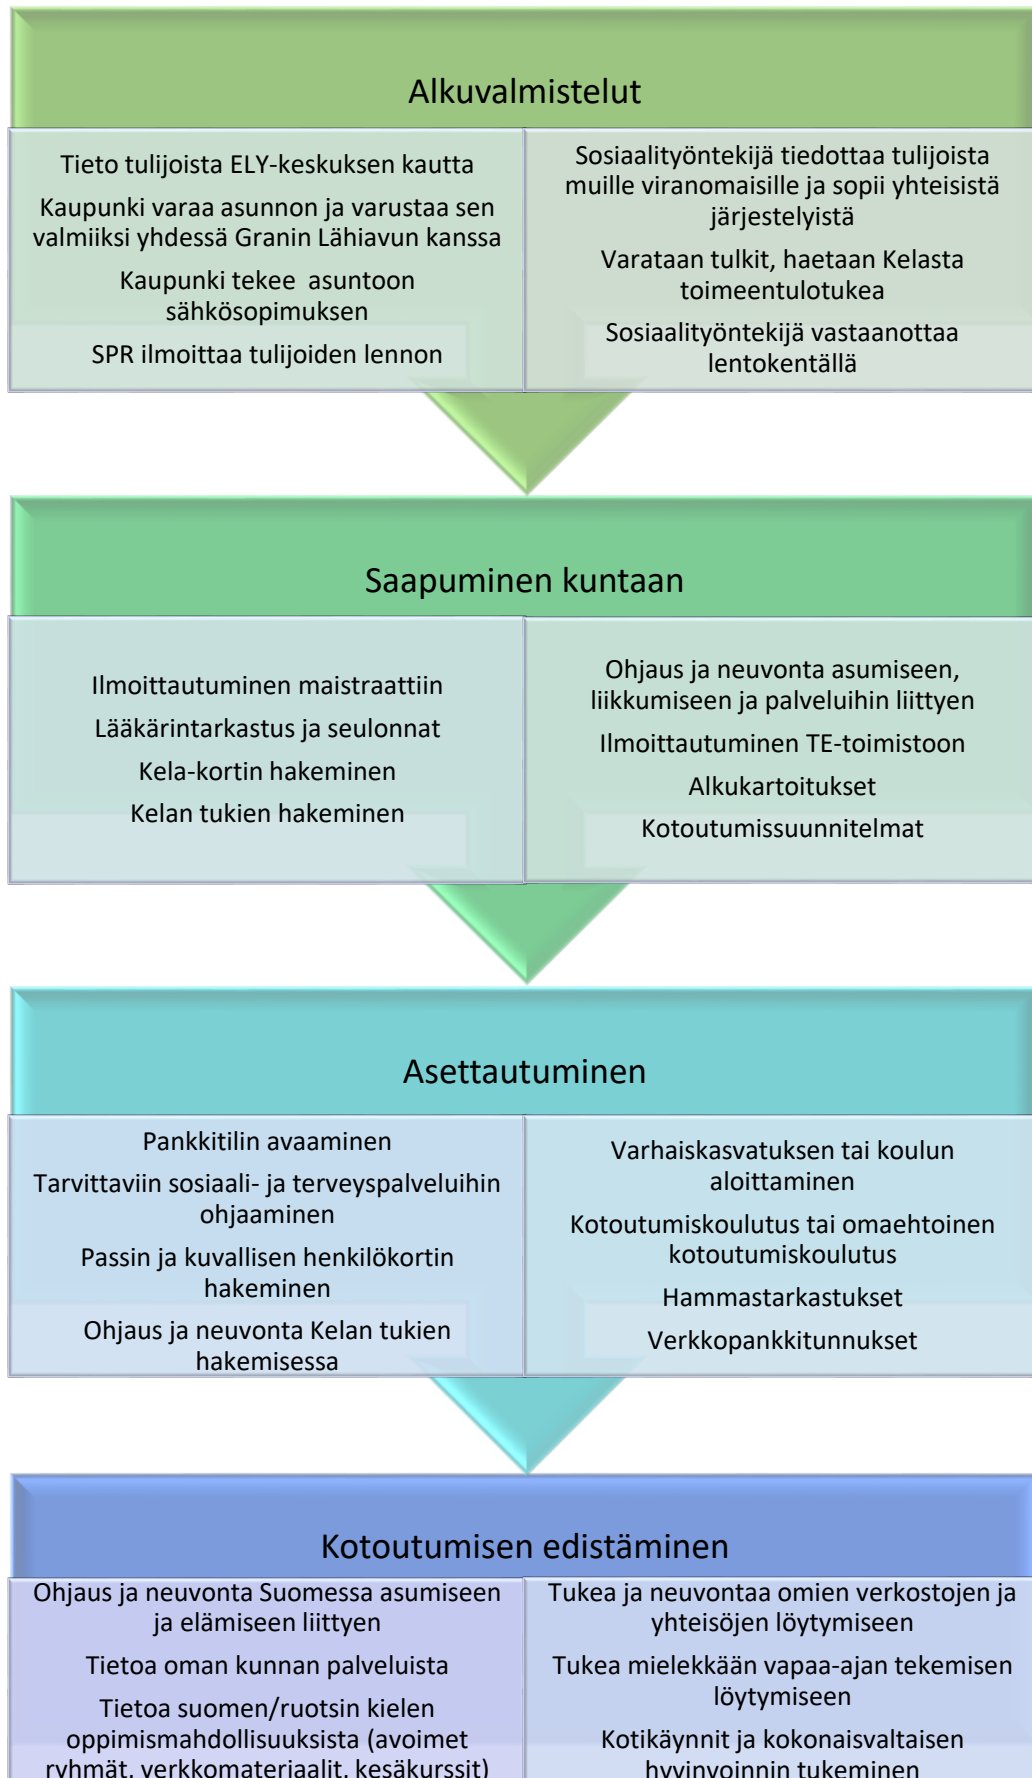 Alkuvalmistelut
Tieto tulijoista ELY-keskuksen kautta
Kaupunki varaa asunnon ja varustaa sen
valmiiksi yhdessä Granin Lähiavun kanssa
Kaupunki tekee asuntoon
sähkösopimuksen
SPR ilmoittaa tulijoiden lennon
Sosiaalityöntekijä tiedottaa tulijoista
muille viranomaisille ja sopii yhteisistä
järjestelyistä
Varataan tulkit, haetaan Kelasta
toimeentulotukea
Sosiaalityöntekijä vastaanottaa
lentokentällä
Saapuminen kuntaan
Ilmoittautuminen maistraattiin
Lääkärintarkastus ja seulonnat
Kela-kortin hakeminen
Kelan tukien hakeminen
Ohjaus ja neuvonta asumiseen,
liikkumiseen ja palveluihin liittyen
Ilmoittautuminen TE-toimistoon
Alkukartoitukset
Kotoutumissuunnitelmat
Asettautuminen
Pankkitilin avaaminen
Tarvittaviin sosiaali- ja terveyspalveluihin
ohjaaminen
Passin ja kuvallisen henkilökortin
hakeminen
Ohjaus ja neuvonta Kelan tukien
hakemisessa
Varhaiskasvatuksen tai koulun
aloittaminen
Kotoutumiskoulutus tai omaehtoinen
kotoutumiskoulutus
Hammastarkastukset
Verkkopankkitunnukset
Kotoutumisen edistäminen
Ohjaus ja neuvonta Suomessa asumiseen
ja elämiseen liittyen
Tietoa oman kunnan palveluista
Tietoa suomen/ruotsin kielen
oppimismahdollisuuksista (avoimet
ryhmät, verkkomateriaalit, kesäkurssit)
Tukea ja neuvontaa omien verkostojen ja
yhteisöjen löytymiseen
Tukea mielekkään vapaa-ajan tekemisen
löytymiseen
Kotikäynnit ja kokonaisvaltaisen
hyvinvoinnin tukeminen